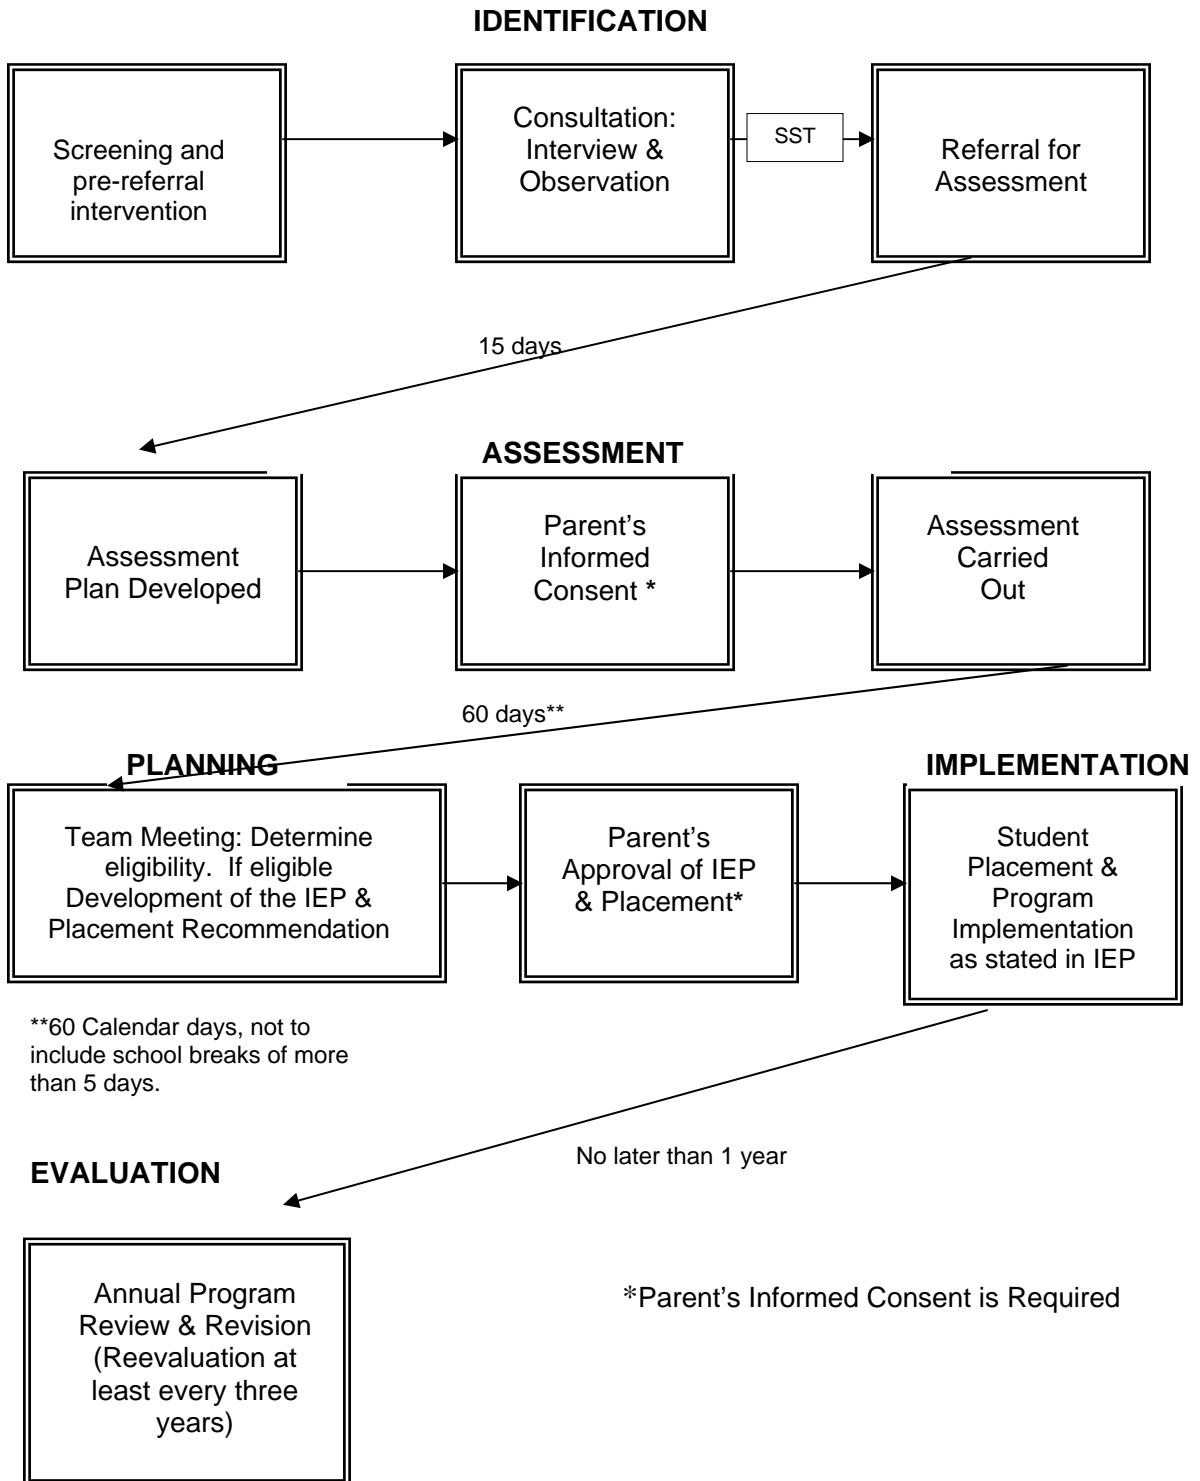 IDENTIFICATION
Screening and
pre-referral
intervention
Consultation:
Interview &
Observation
SST
Referral for
Assessment
15 days
ASSESSMENT
Assessment
Plan Developed
Parent's
Informed
Consent *
Assessment
Carried
Out
60 days**
PLANNING
IMPLEMENTATION
Team Meeting: Determine
eligibility.  If eligible
Development of the IEP &
Placement Recommendation
Parent's
Approval of IEP
& Placement*
Student
Placement &
Program
Implementation
as stated in IEP
**60 Calendar days, not to
include school breaks of more
than 5 days.
No later than 1 year
EVALUATION
Annual Program
Review & Revision
(Reevaluation at
least every three
years)
*Parent's Informed Consent is Required